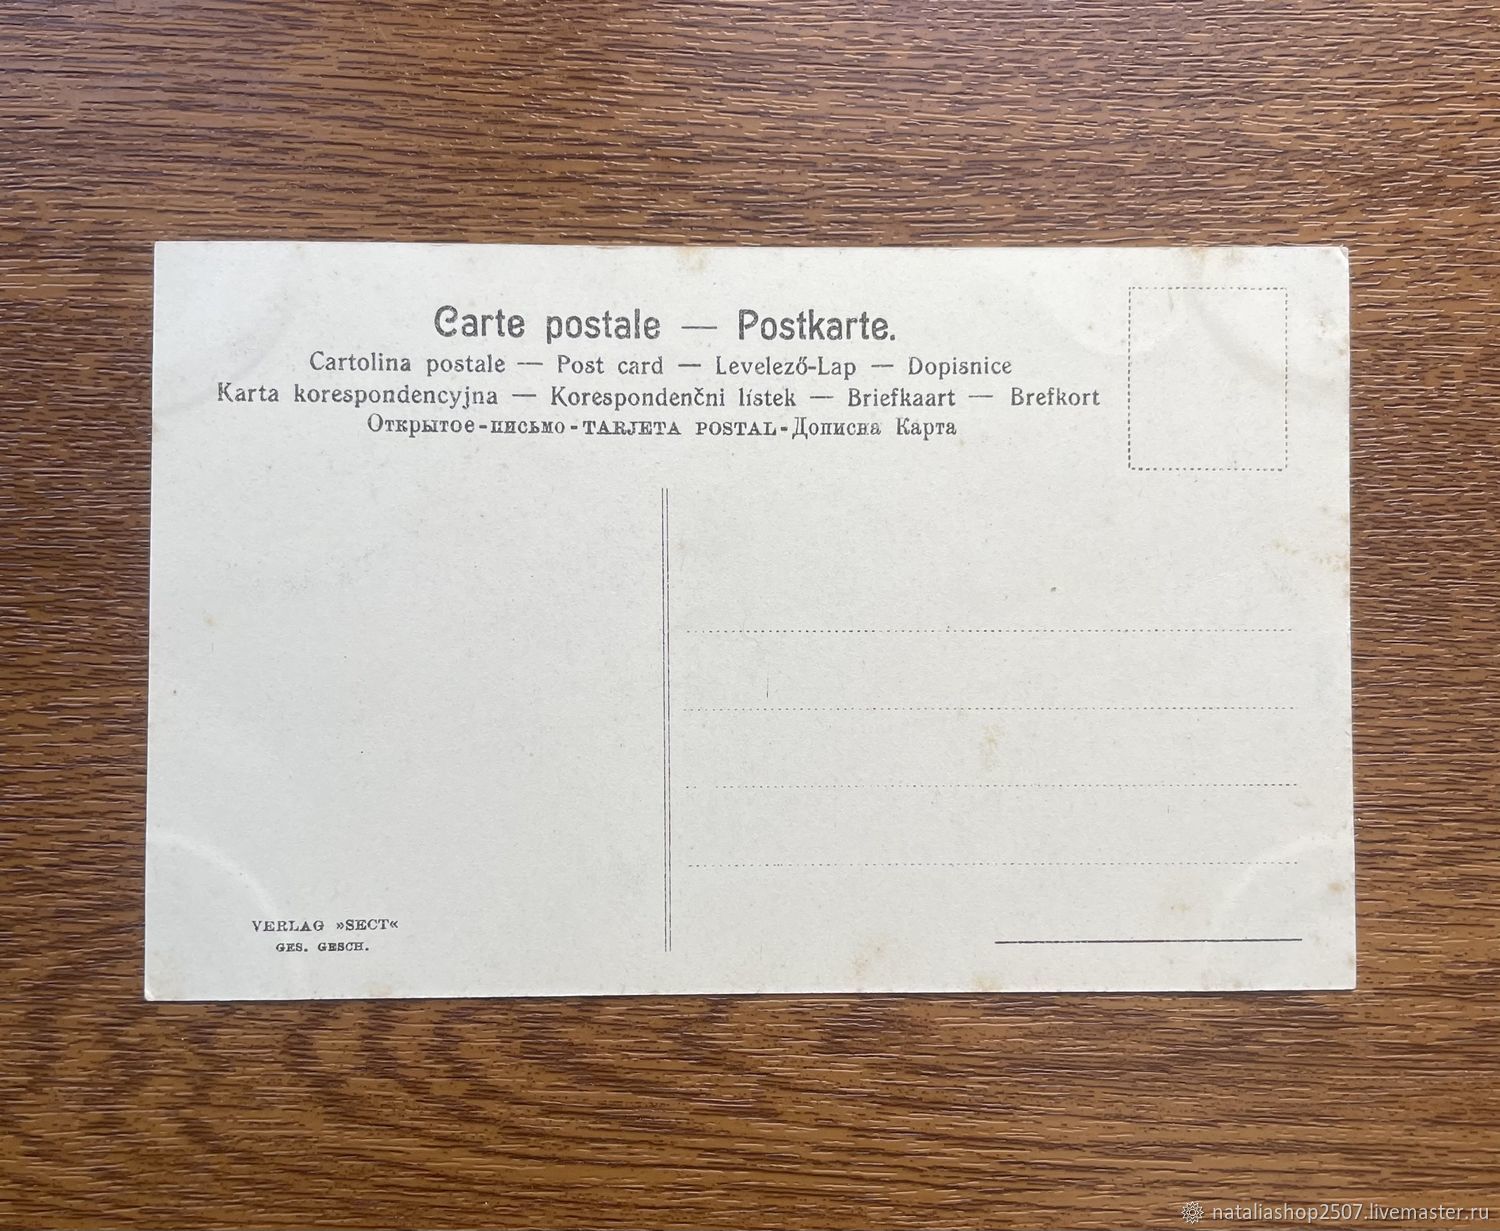 Carte postale — Postkarte.
Cartolina postale — Post card — Levelező-Lap — Dopisnice
Karta korespondencyjna — Korespondenčni lístek — Briefkaart — Brefkort
Открытое-письмо-TARJETA POSTAL-Дописна Карта
VERLAG »SECT«
GES. GESCH.
nataliashop2507.livemaster.ru